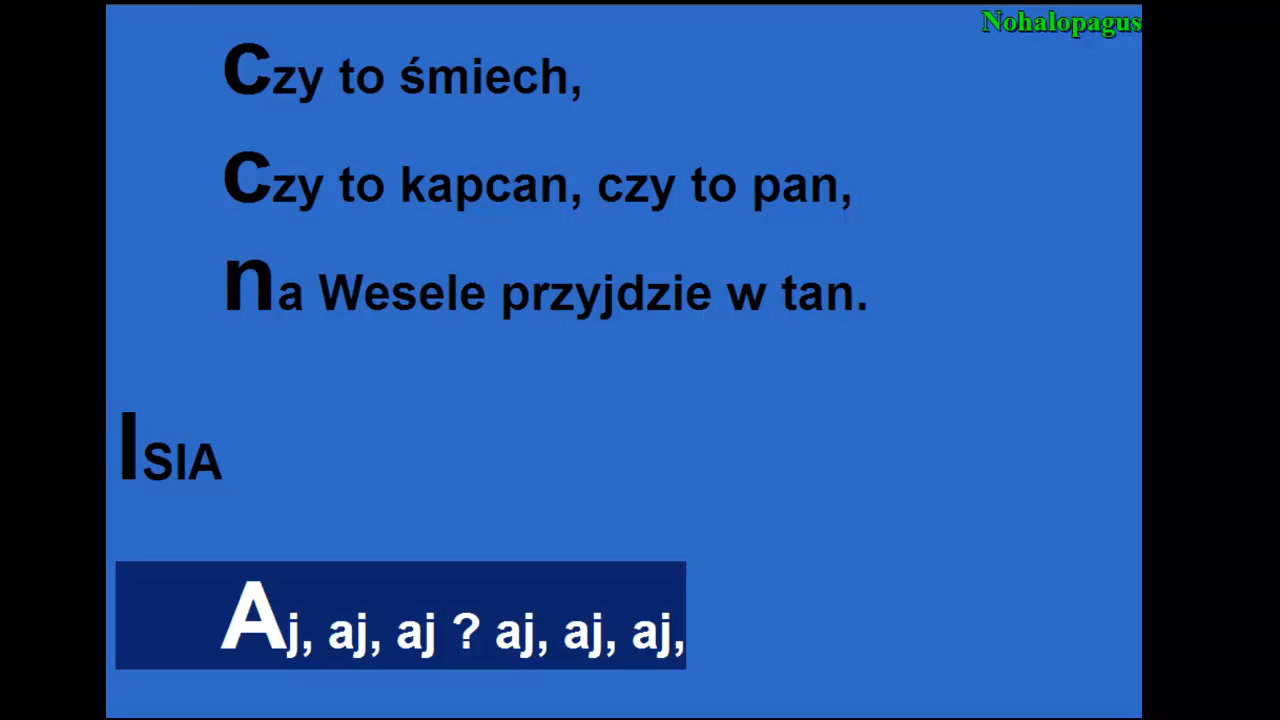 Nohalopagus
czy to śmiech,
czy to kapcan, czy to pan,
na Wesele przyjdzie w tan.
ISIA
Aj, aj, aj ? aj, aj, aj,